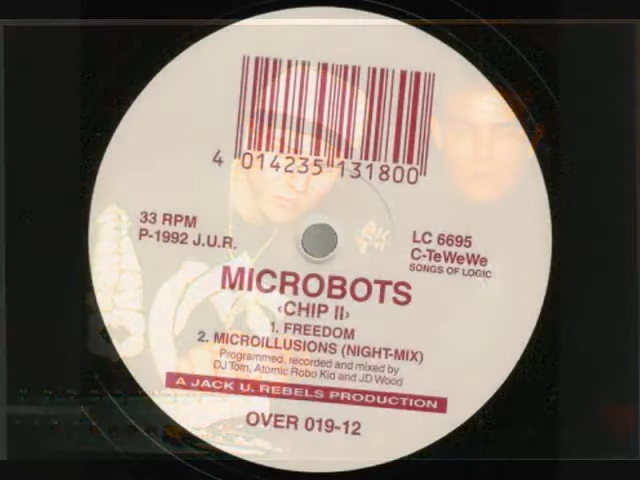 4 014235 131800
33 RPM
P-1992 J.U.R.
LC 6695
C-TeWeWe
SONGS OF LOGIC
MICROBOTS
‹CHIP II›
1. FREEDOM
2. MICROILLUSIONS (NIGHT-MIX)
Programmed, recorded and mixed by
DJ Tom, Atomic Robo Kid and JD Wood
A JACK U. REBELS PRODUCTION
OVER 019-12